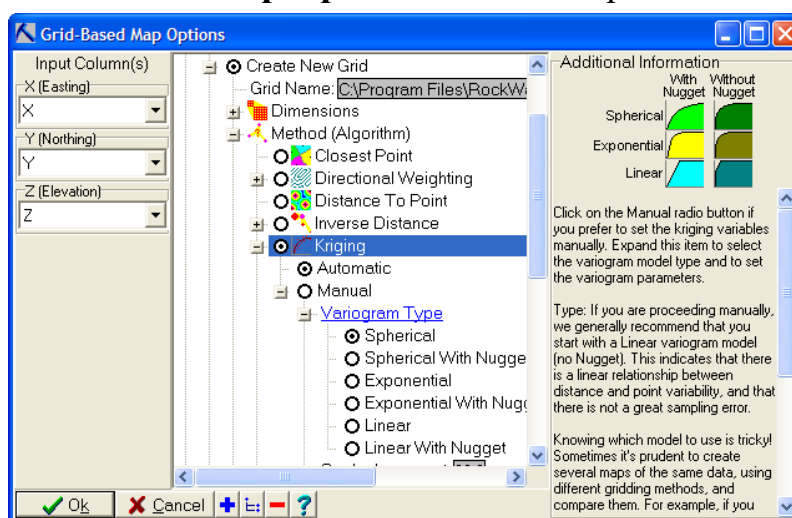 Grid-Based Map Options
Input Column(s)
X (Easting)
X
Y (Northing)
Y
Z (Elevation)
Z
Create New Grid
Grid Name: C:\Program Files\RockWa
Dimensions
Method (Algorithm)
Closest Point
Directional Weighting
Distance To Point
Inverse Distance
Kriging
Automatic
Manual
Variogram Type
Spherical
Spherical With Nugge
Exponential
Exponential With Nugg
Linear
Linear With Nugget
Additional Information
With Without
Nugget Nugget
Spherical
Exponential
Linear
Click on the Manual radio button if
you prefer to set the kriging variables
manually. Expand this item to select
the variogram model type and to set
the variogram parameters.
Type: If you are proceeding manually,
we generally recommend that you
start with a Linear variogram model
(no Nugget). This indicates that there
is a linear relationship between
distance and point variability, and that
there is not a great sampling error.
Knowing which model to use is tricky!
Sometimes it's prudent to create
several maps of the same data, using
different gridding methods, and
compare them. For example, if you
Ok
Cancel